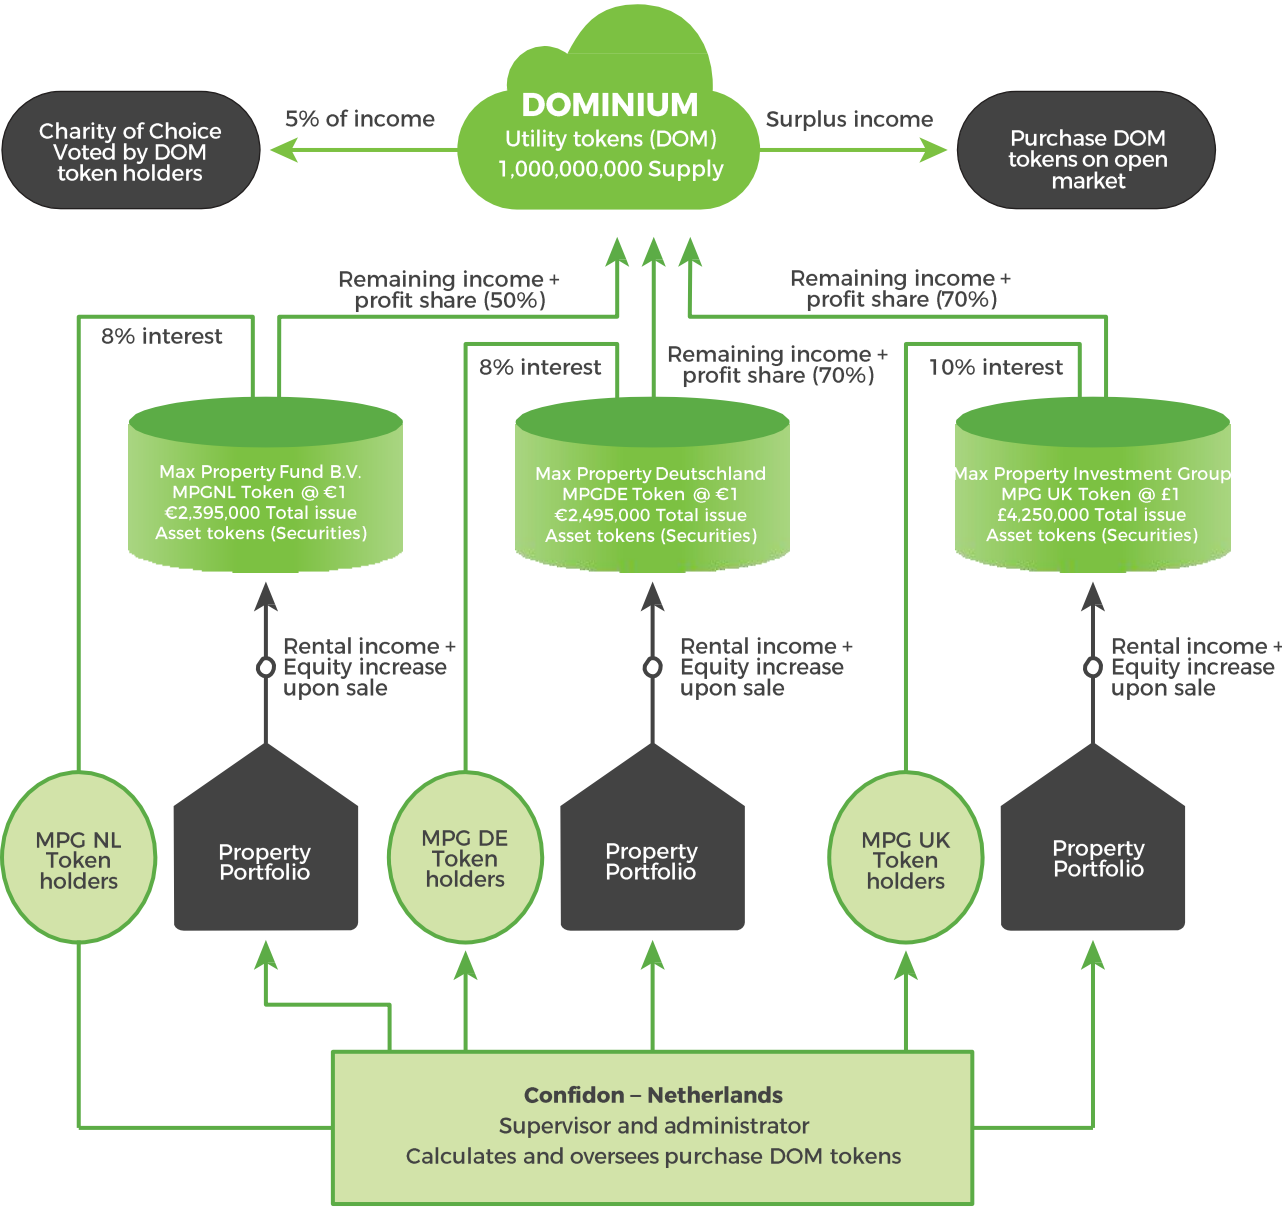 DOMINIUM
Utility tokens (DOM)
1,000,000,000 Supply
5% of income
Surplus income
Charity of Choice
Voted by DOM
token holders
Purchase DOM
tokens on open
market
Remaining income +
profit share (50%)
Remaining income +
profit share (70%)
8% interest
8% interest
Remaining income +
profit share (70%)
10% interest
Max Property Fund B.V.
MPGNL Token @ €1
€2,395,000 Total issue
Asset tokens (Securities)
Max Property Deutschland
MPGDE Token @ €1
€2,495,000 Total issue
Asset tokens (Securities)
Max Property Investment Group
MPG UK Token @ £1
£4,250,000 Total issue
Asset tokens (Securities)
Rental income +
Equity increase
upon sale
Rental income +
Equity increase
upon sale
Rental income +
Equity increase
upon sale
MPG NL
Token
holders
Property
Portfolio
MPG DE
Token
holders
Property
Portfolio
MPG UK
Token
holders
Property
Portfolio
Confidon – Netherlands
Supervisor and administrator
Calculates and oversees purchase DOM tokens